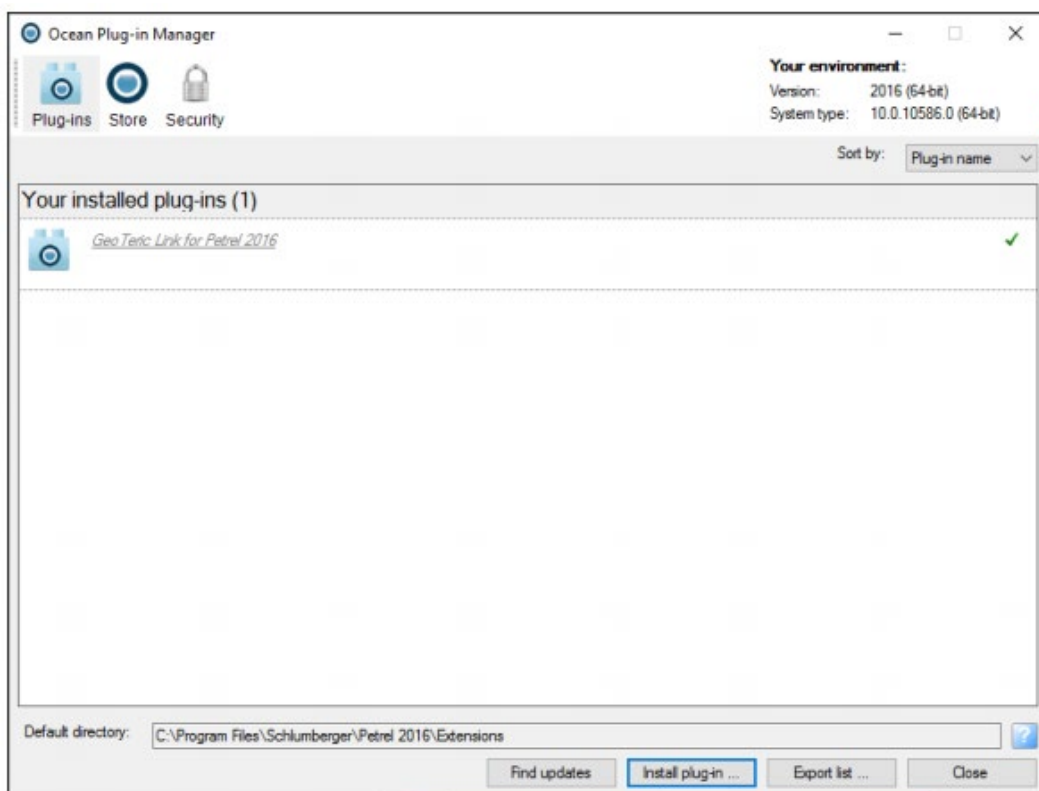 Ocean Plug-in Manager
Plug-ins Store Security
Your environment:
Version: 2016 (64-bit)
System type: 10.0.10586.0 (64-bit)
Sort by: Plug-in name
Your installed plug-ins (1)
GeoTeric Link for Petrel 2016
Default directory: C:\Program Files\Schlumberger\Petrel 2016\Extensions
?
Find updates Install plug-in ... Export list ... Close